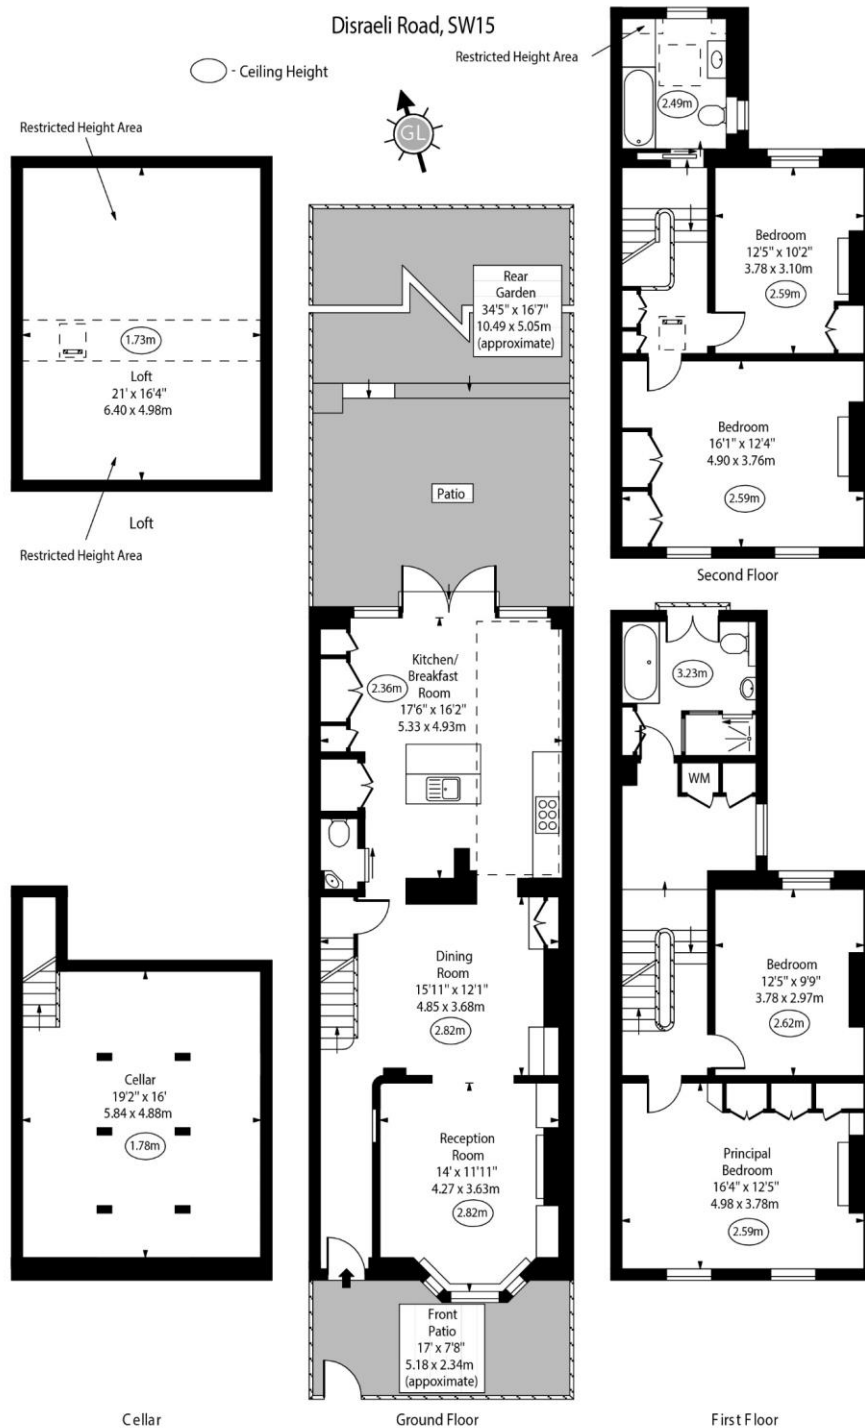 Disraeli Road, SW15
- Ceiling Height
GL
Restricted Height Area
1.73m
Loft
21' x 16'4"
6.40 x 4.98m
Restricted Height Area
Loft
Rear
Garden
34'5" x 16'7"
10.49 x 5.05m
(approximate)
Patio
Kitchen/
Breakfast
Room
17'6" x 16'2"
5.33 x 4.93m
2.36m
Dining
Room
15'11" x 12'1"
4.85 x 3.68m
2.82m
Reception
Room
14' x 11'11"
4.27 x 3.63m
2.82m
Front
Patio
17' x 7'8"
5.18 x 2.34m
(appoximate)
Ground Floor
Cellar
19'2" x 16'
5.84 x 4.88m
1.78m
Cellar
Restricted Height Area
2.49m
Bedroom
12'5" x 10'2"
3.78 x 3.10m
2.59m
Bedroom
16'1" x 12'4"
4.90 x 3.76m
2.59m
Second Floor
3.23m
WM
Bedroom
12'5" x 9'9"
3.78 x 2.97m
2.62m
Principal
Bedroom
16'4" x 12'5"
4.98 x 3.78m
2.59m
First Floor